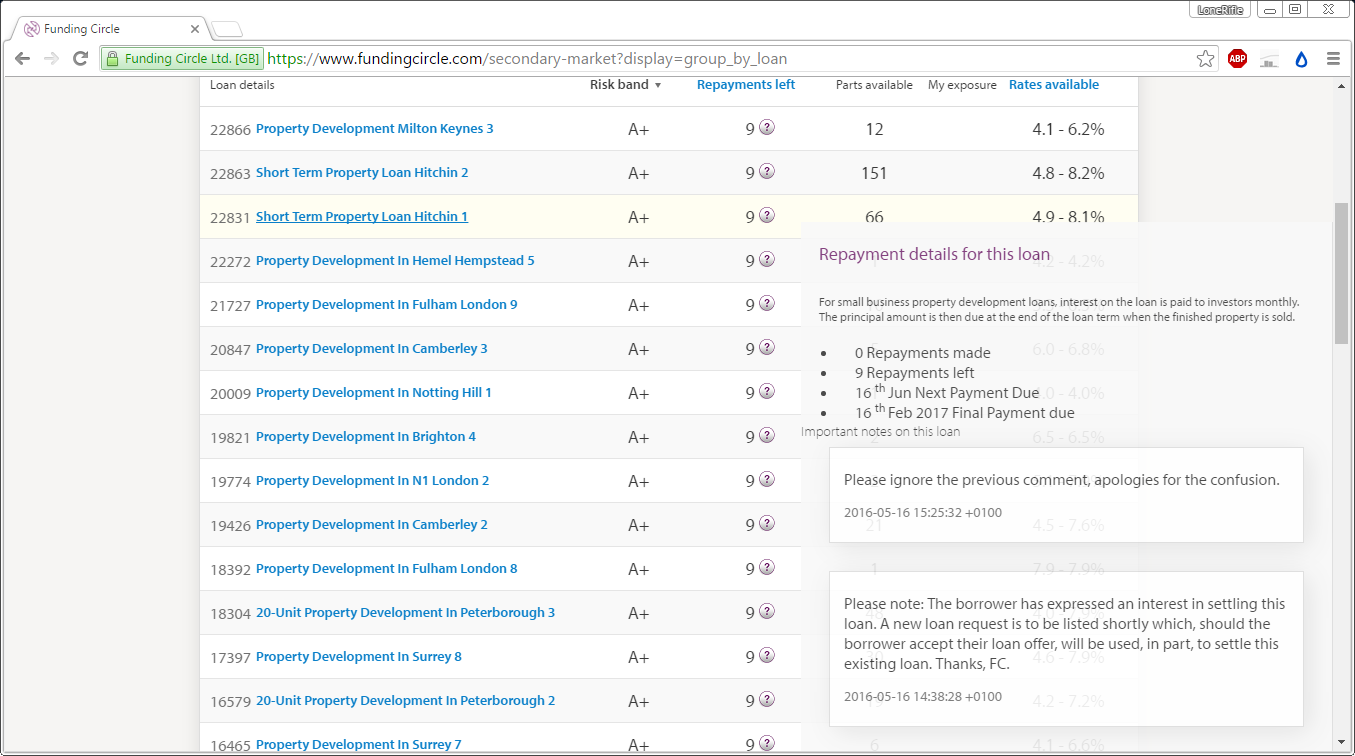 LoneRifle
Funding Circle
Funding Circle Ltd. [GB] https://www.fundingcircle.com/secondary-market?display=group_by_loan
ABP
Loan details Risk band ▼ Repayments left Parts available My exposure Rates available
22866 Property Development Milton Keynes 3 A+ 9 ? 12 4.1 - 6.2%
22863 Short Term Property Loan Hitchin 2 A+ 9 ? 151 4.8 - 8.2%
22831 Short Term Property Loan Hitchin 1 A+ 9 ? 66 4.9 - 8.1%
22272 Property Development In Hemel Hempstead 5 A+ 9 ? 1 4.2 - 4.2%
21727 Property Development In Fulham London 9 A+ 9 ?
20847 Property Development In Camberley 3 A+ 9 ? 6.0 - 6.8%
20009 Property Development In Notting Hill 1 A+ 9 ? 4.0 - 4.0%
19821 Property Development In Brighton 4 A+ 9 ? 2 6.5 - 6.5%
19774 Property Development In N1 London 2 A+ 9 ?
19426 Property Development In Camberley 2 A+ 9 ? 21 4.5 - 7.6%
18392 Property Development In Fulham London 8 A+ 9 ? 1 7.9 - 7.9%
18304 20-Unit Property Development In Peterborough 3 A+ 9 ?
17397 Property Development In Surrey 8 A+ 9 ? 4.6 - 7.9%
16579 20-Unit Property Development In Peterborough 2 A+ 9 ? 4.2 - 7.2%
16465 Property Development In Surrey 7 A+ 9 ? 6 4.1 - 6.6%
Repayment details for this loan
For small business property development loans, interest on the loan is paid to investors monthly.
The principal amount is then due at the end of the loan term when the finished property is sold.
• 0 Repayments made
• 9 Repayments left
• 16 th Jun Next Payment Due
• 16 th Feb 2017 Final Payment due
Important notes on this loan
Please ignore the previous comment, apologies for the confusion.
2016-05-16 15:25:32 +0100
Please note: The borrower has expressed an interest in settling this
loan. A new loan request is to be listed shortly which, should the
borrower accept their loan offer, will be used, in part, to settle this
existing loan. Thanks, FC.
2016-05-16 14:38:28 +0100